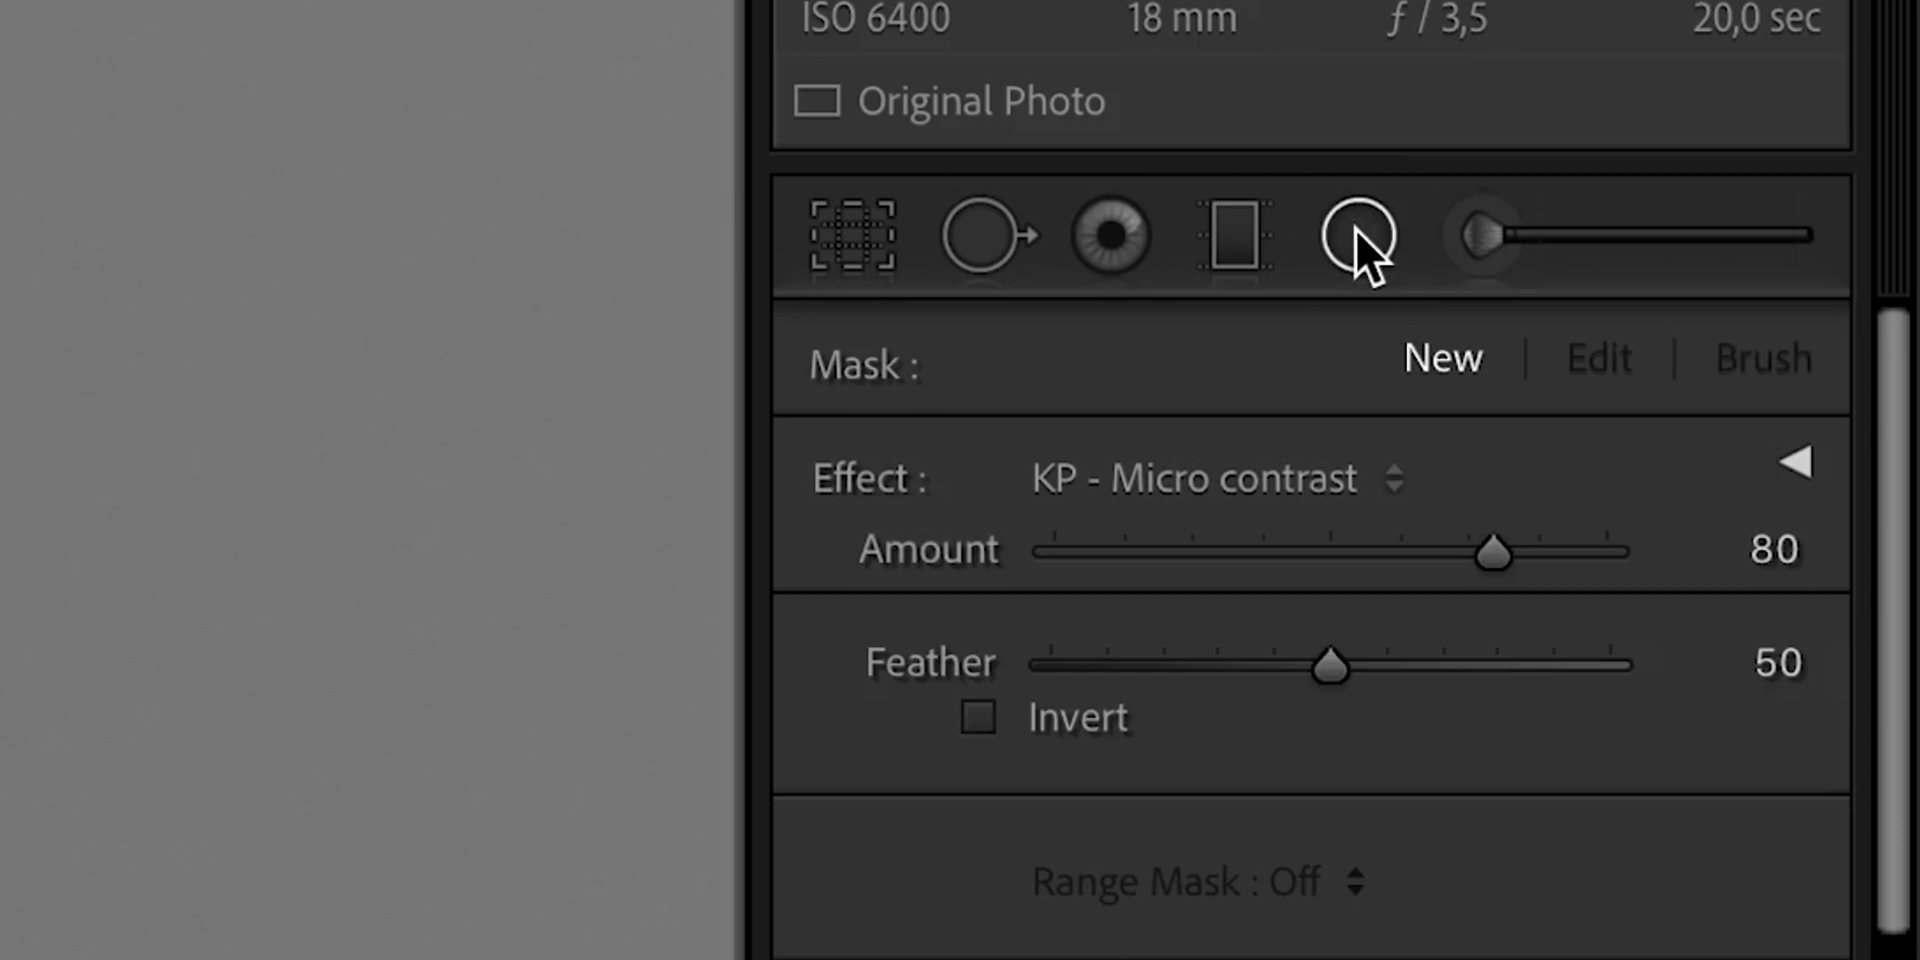 ISO 6400 18 mm ƒ / 3,5 20,0 sec
Original Photo
Mask : New | Edit | Brush
Effect : KP - Micro contrast
Amount 80
Feather 50
Invert
Range Mask : Off